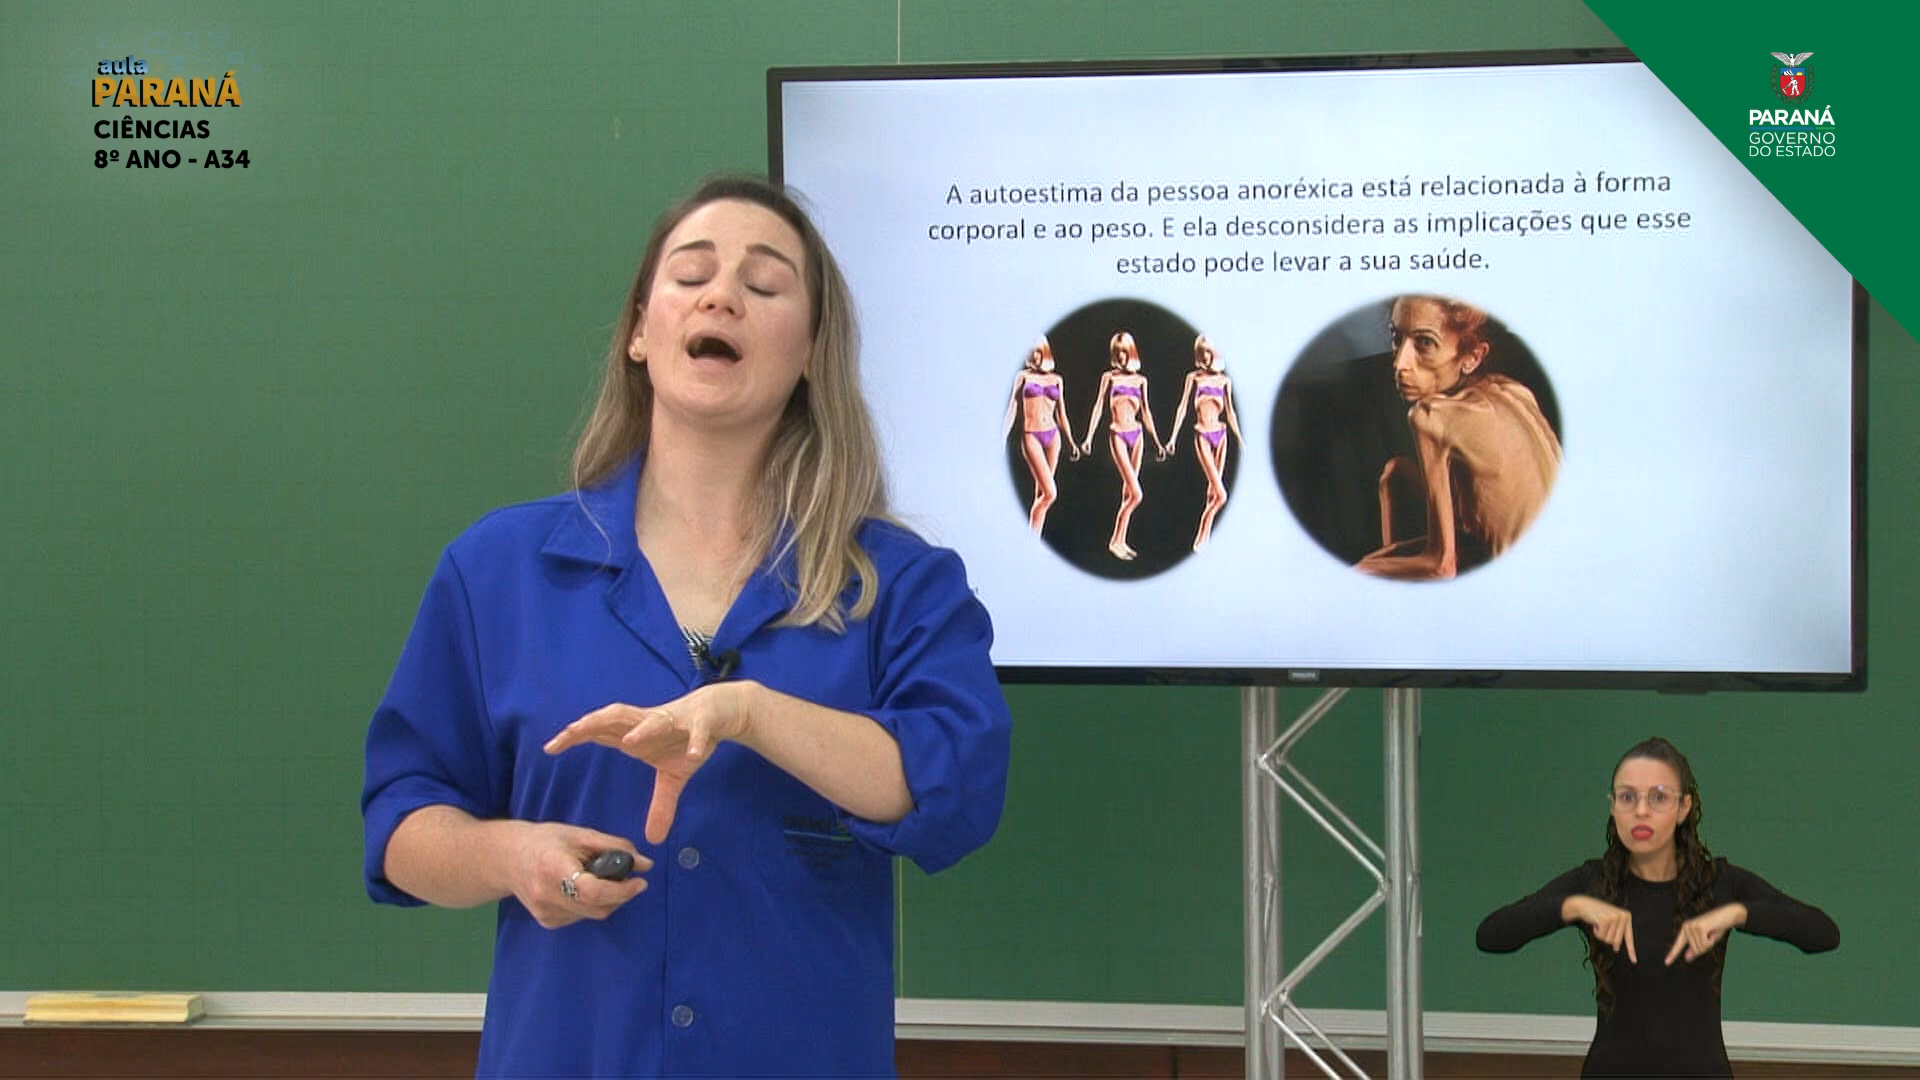 aula
PARANÁ
CIÊNCIAS
8º ANO - A34
PARANÁ
GOVERNO
DO ESTADO
A autoestima da pessoa anoréxica está relacionada à forma
corporal e ao peso. E ela desconsidera as implicações que esse
estado pode levar a sua saúde.
PHILIPS